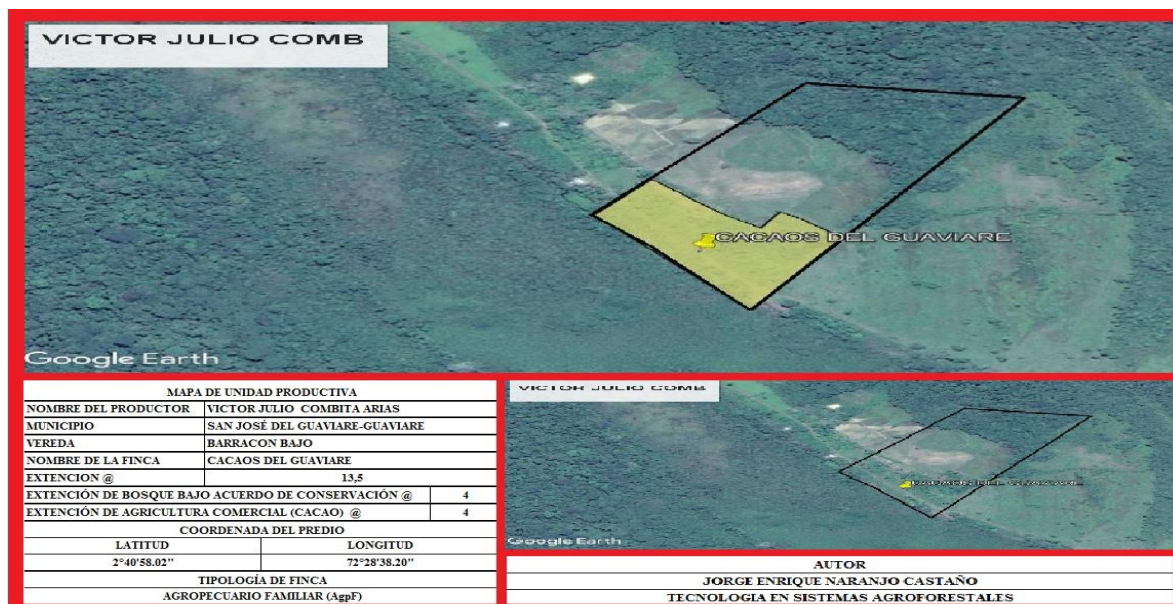 VICTOR JULIO COMB
CACAOS DEL GUAVIARE
Google Earth
MAPA DE UNIDAD PRODUCTIVA
NOMBRE DEL PRODUCTOR VICTOR JULIO COMBITA ARIAS
MUNICIPIO SAN JOSÉ DEL GUAVIARE-GUAVIARE
VEREDA BARRACON BAJO
NOMBRE DE LA FINCA CACAOS DEL GUAVIARE
EXTENCION @ 13,5
EXTENCIÓN DE BOSQUE BAJO ACUERDO DE CONSERVACIÓN @ 4
EXTENCIÓN DE AGRICULTURA COMERCIAL (CACAO) @ 4
COORDENADA DEL PREDIO
LATITUD LONGITUD
2°40'58.02" 72°28'38.20"
TIPOLOGÍA DE FINCA
AGROPECUARIO FAMILIAR (AgpF)
VICTOR JULIO COMB
CACAOS DEL GUAVIARE
Google Earth
AUTOR
JORGE ENRIQUE NARANJO CASTAÑO
TECNOLOGIA EN SISTEMAS AGROFORESTALES